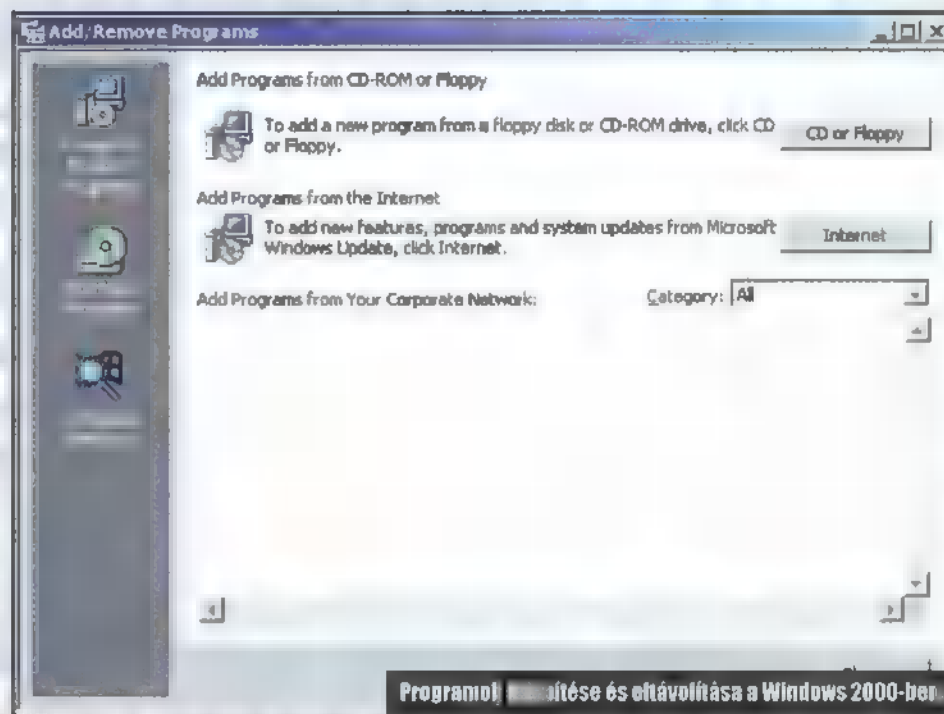 Add/Remove Programs
Add Programs from CD-ROM or Floppy
To add a new program from a floppy disk or CD-ROM drive, click CD
or Floppy.
CD or Floppy
Add Programs from the Internet
To add new features, programs and system updates from Microsoft
Windows Update, click Internet.
Internet
Add Programs from Your Corporate Network:
Category: All
és eltávolítása a Windows 2000-ben